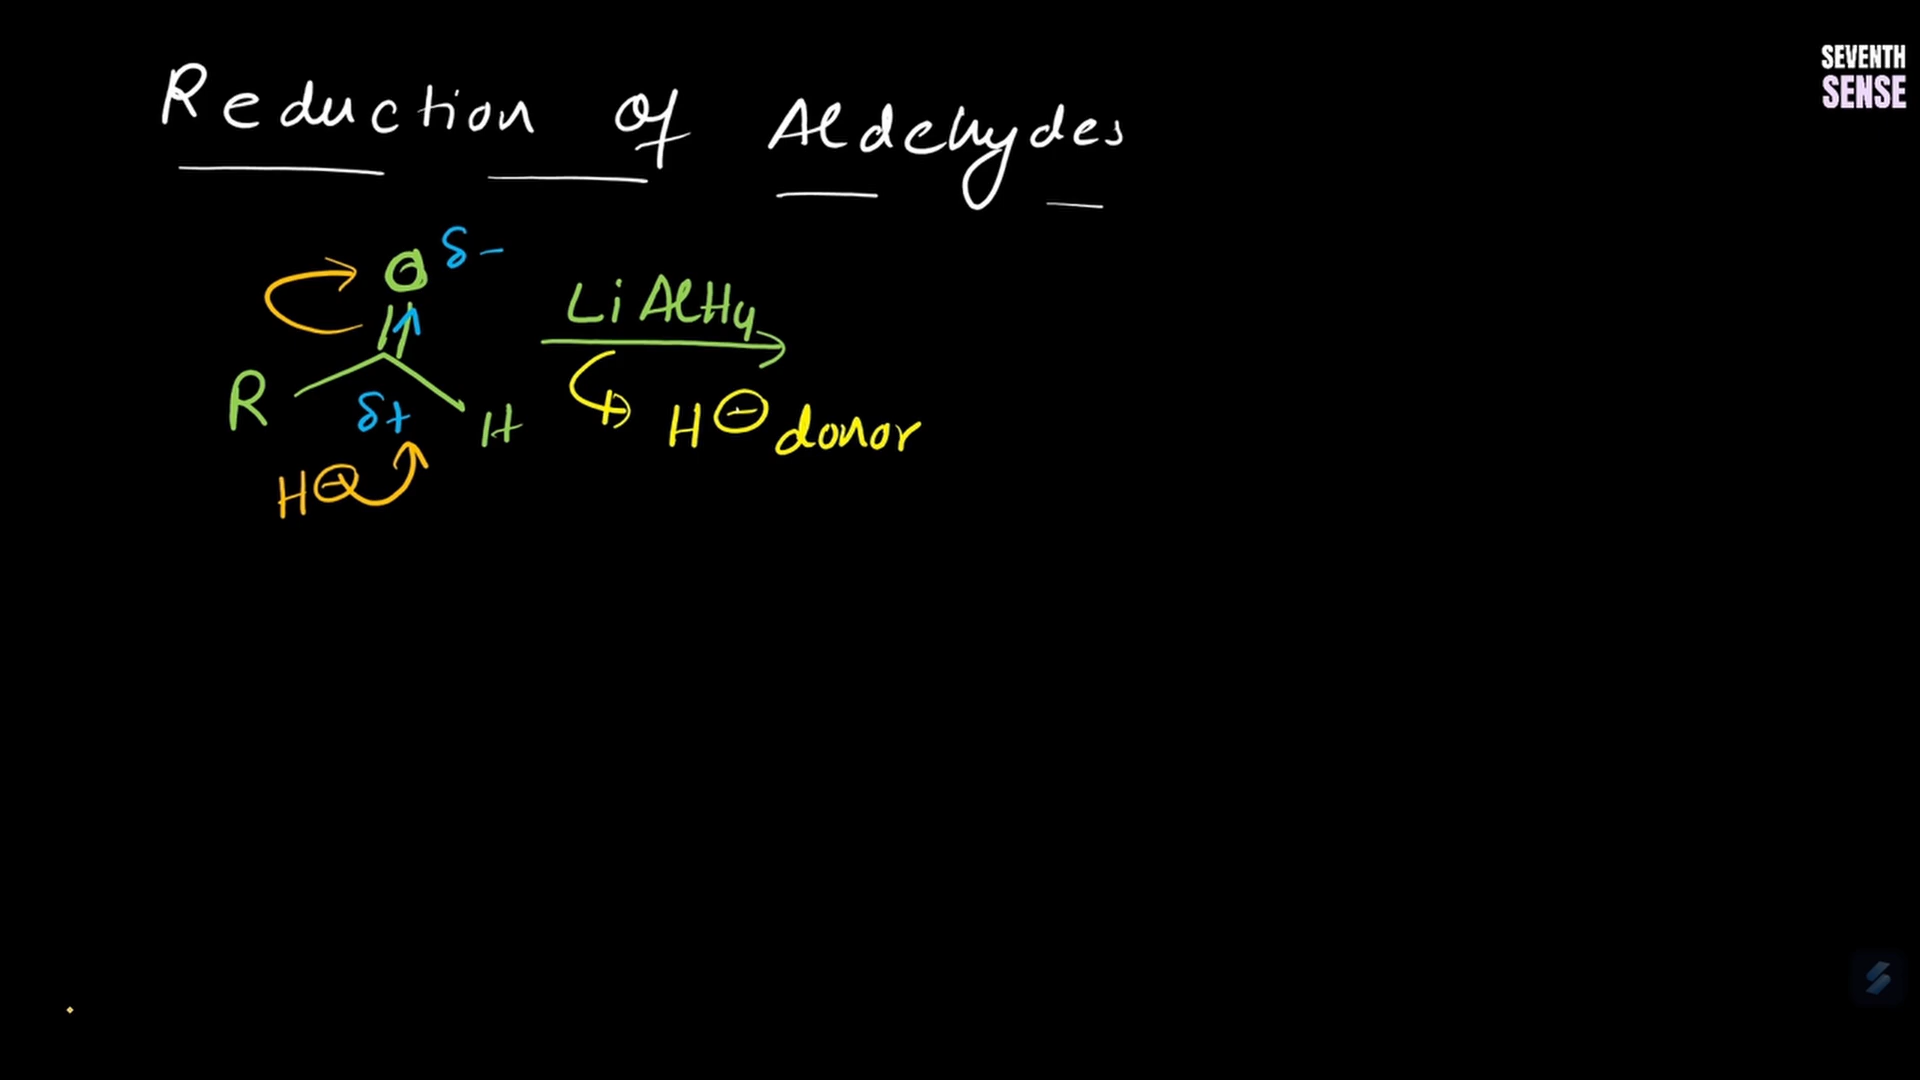 Reduction of Aldehydes
SEVENTH
SENSE
O δ-
LiAlH4
R δ+ H
H⊖ donor
H⊖